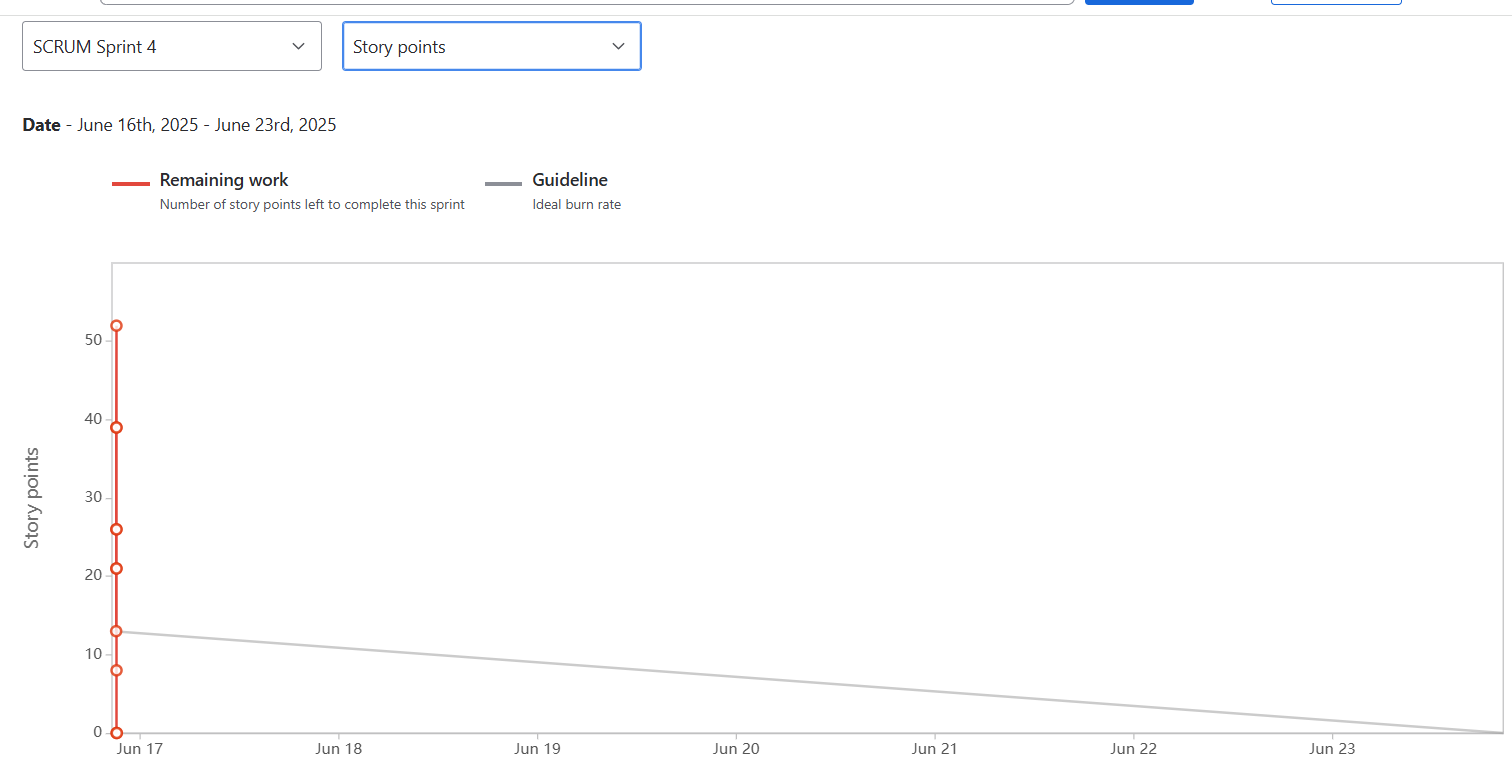 SCRUM Sprint 4
Story points
Date - June 16th, 2025 - June 23rd, 2025
Remaining work
Number of story points left to complete this sprint
Guideline
Ideal burn rate
Story points
50
40
30
20
10
0
Jun 17
Jun 18
Jun 19
Jun 20
Jun 21
Jun 22
Jun 23